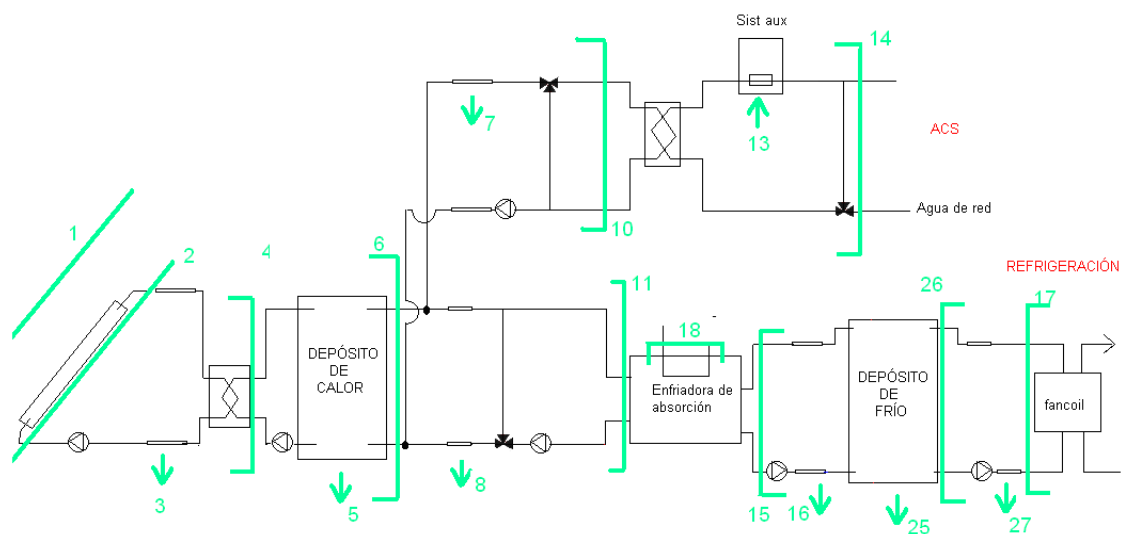 Sist aux
14
7
13
ACS
Agua de red
10
1
2
4
6
11
REFRIGERACIÓN
26
17
18
DEPÓSITO
DE
CALOR
Enfriadora de
absorción
DEPÓSITO
DE
FRÍO
fancoil
3
5
8
15
16
25
27